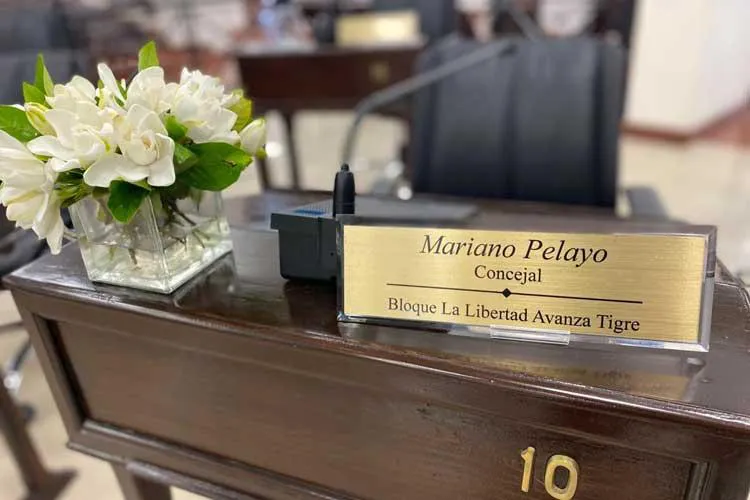 Mariano Pelayo
Concejal
Bloque La Libertad Avanza Tigre
10